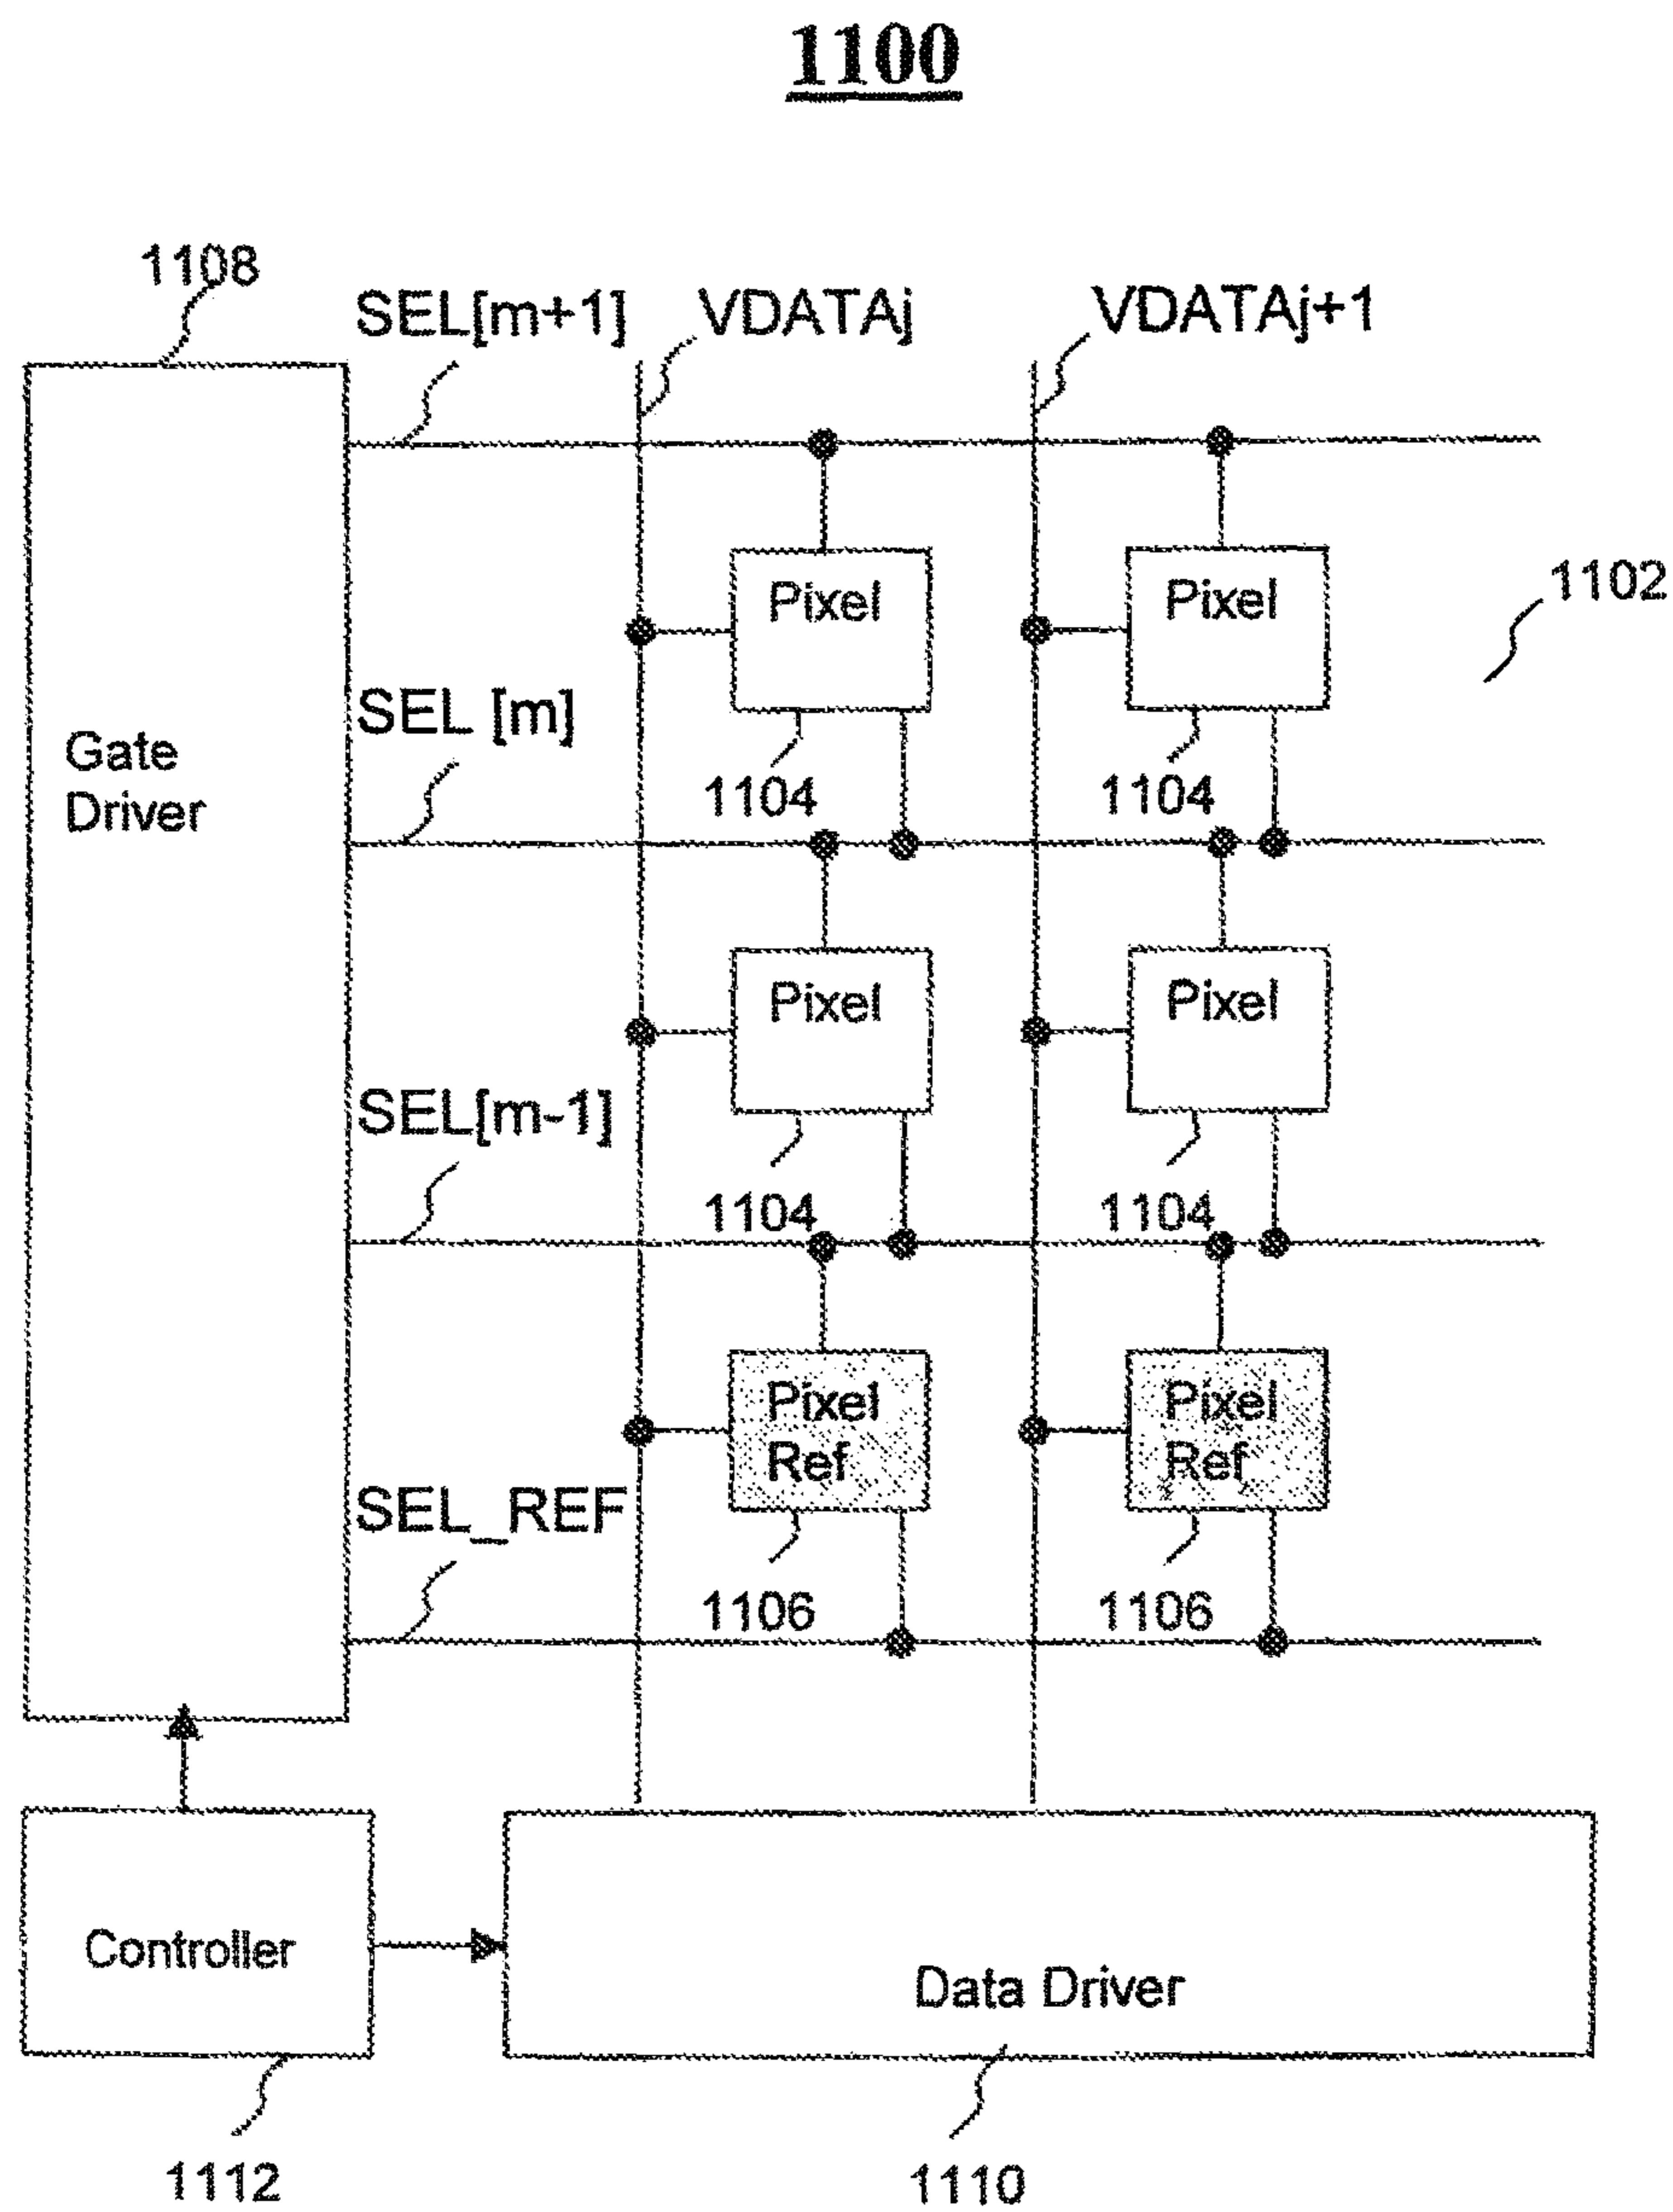 1100
1108
SEL[m+1]
VDATAj
VDATAj+1
Pixel
Pixel
1102
SEL [m]
Gate
Driver
1104
1104
Pixel
Pixel
SEL[m-1]
1104
1104
Pixel
Ref
Pixel
Ref
SEL_REF
1106
1106
Controller
Data Driver
1112
1110